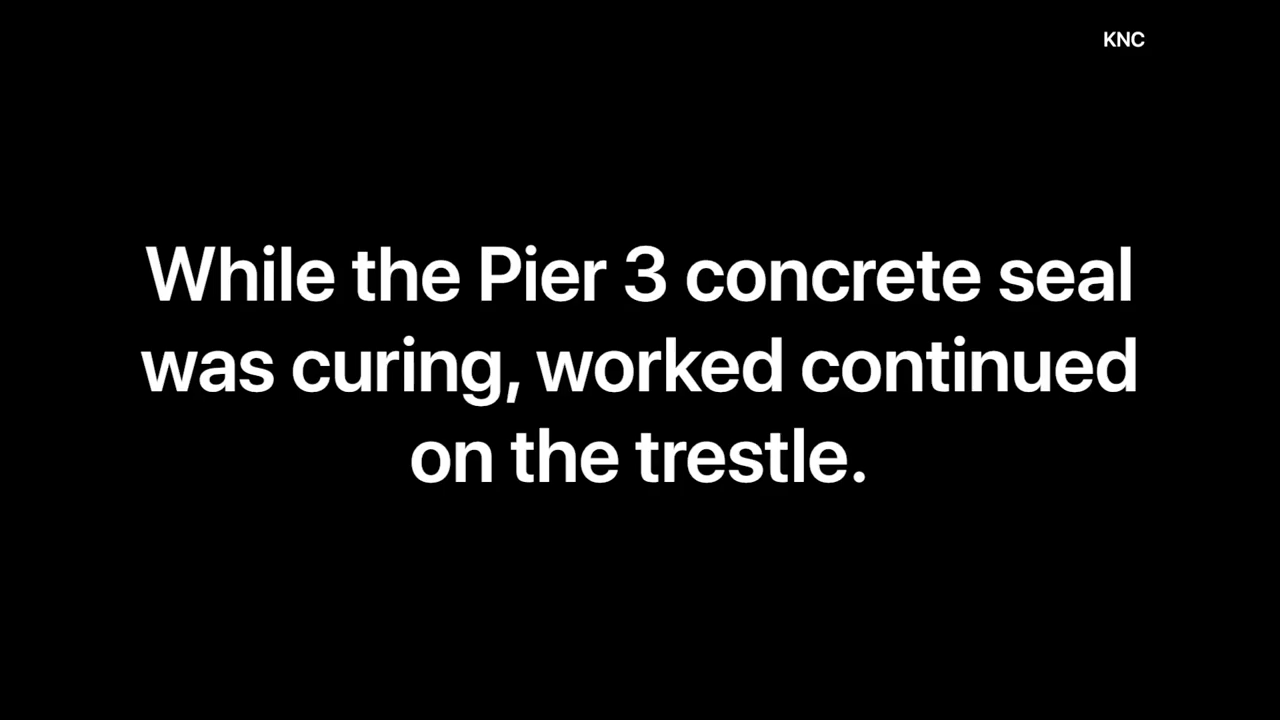 KNC
While the Pier 3 concrete seal
was curing, worked continued
on the trestle.